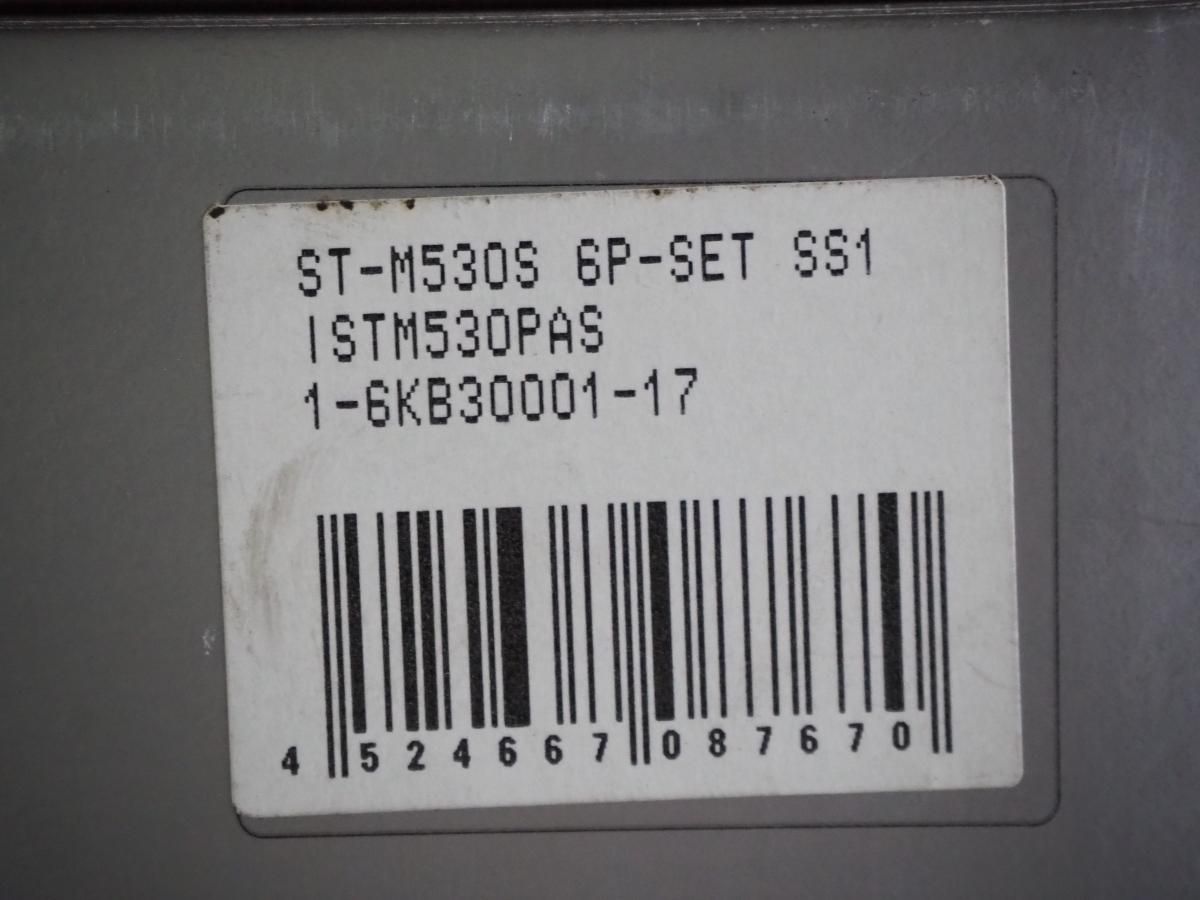 ST-M530S 6P-SET SS1
ISTM530PAS
1-6KB30001-17
4 524667 087670